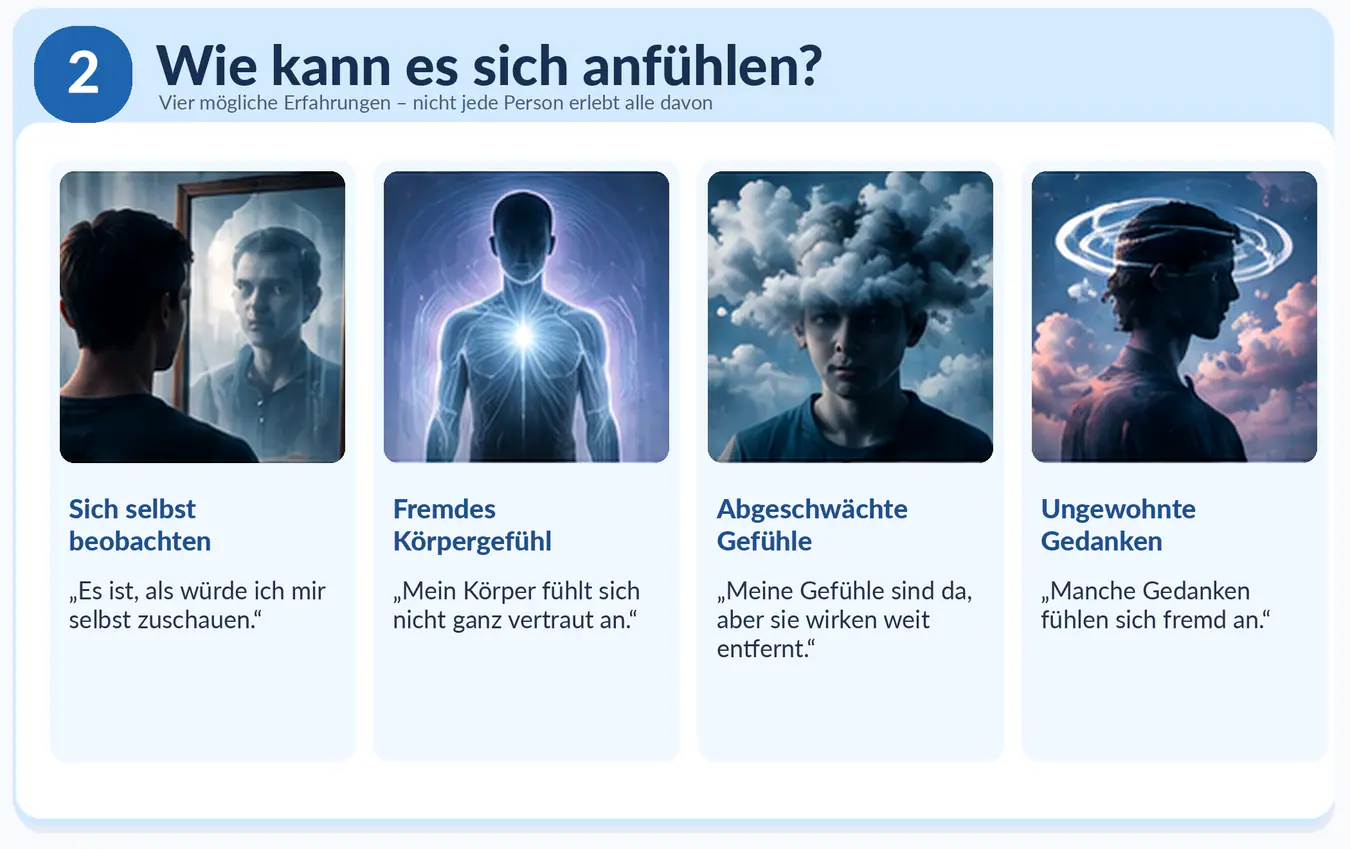 2
Wie kann es sich anfühlen?
Vier mögliche Erfahrungen – nicht jede Person erlebt alle davon
Sich selbst
beobachten
„Es ist, als würde ich mir
selbst zuschauen.“
Fremdes
Körpergefühl
„Mein Körper fühlt sich
nicht ganz vertraut an.“
Abgeschwächte
Gefühle
„Meine Gefühle sind da,
aber sie wirken weit
entfernt.“
Ungewohnte
Gedanken
„Manche Gedanken
fühlen sich fremd an.“